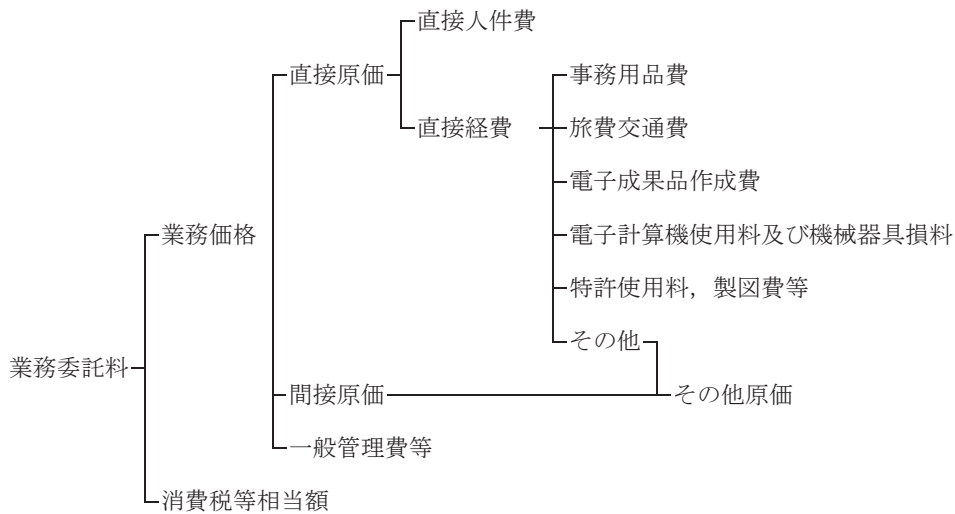 直接人件費
直接原価
事務用品費
直接経費
旅費交通費
電子成果品作成費
業務価格
電子計算機使用料及び機械器具損料
特許使用料，製図費等
その他
業務委託料
間接原価
その他原価
一般管理費等
消費税等相当額